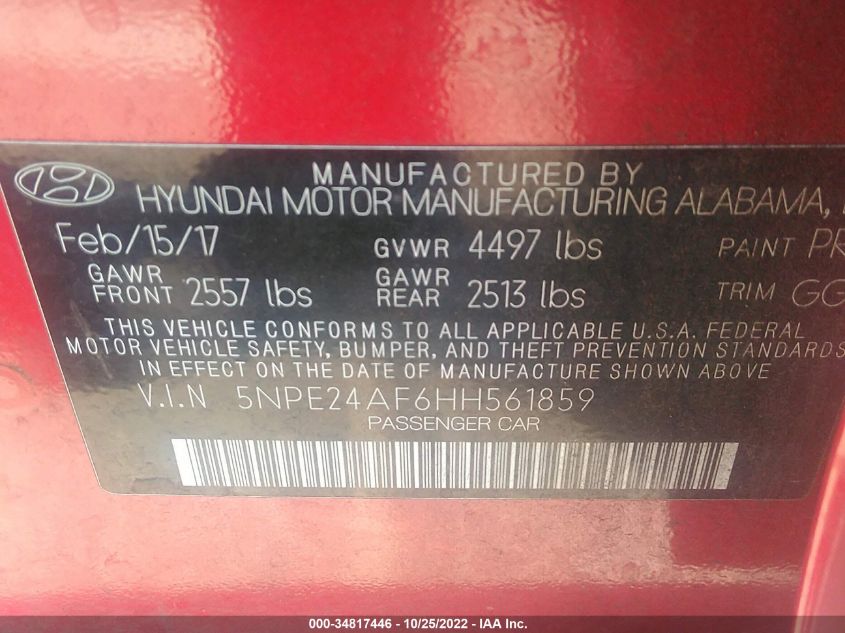 MANUFACTURED BY
HYUNDAI MOTOR MANUFACTURING ALABAMA,
Feb/15/17 GVWR 4497 lbs PAINT PR
GAWR FRONT 2557 lbs GAWR REAR 2513 lbs TRIM GG
THIS VEHICLE CONFORMS TO ALL APPLICABLE U.S.A. FEDERAL
MOTOR VEHICLE SAFETY, BUMPER, AND THEFT PREVENTION STANDARDS
IN EFFECT ON THE DATE OF MANUFACTURE SHOWN ABOVE
V.I.N 5NPE24AF6HH561859
PASSENGER CAR
000-34817446 - 10/25/2022 - IAA Inc.